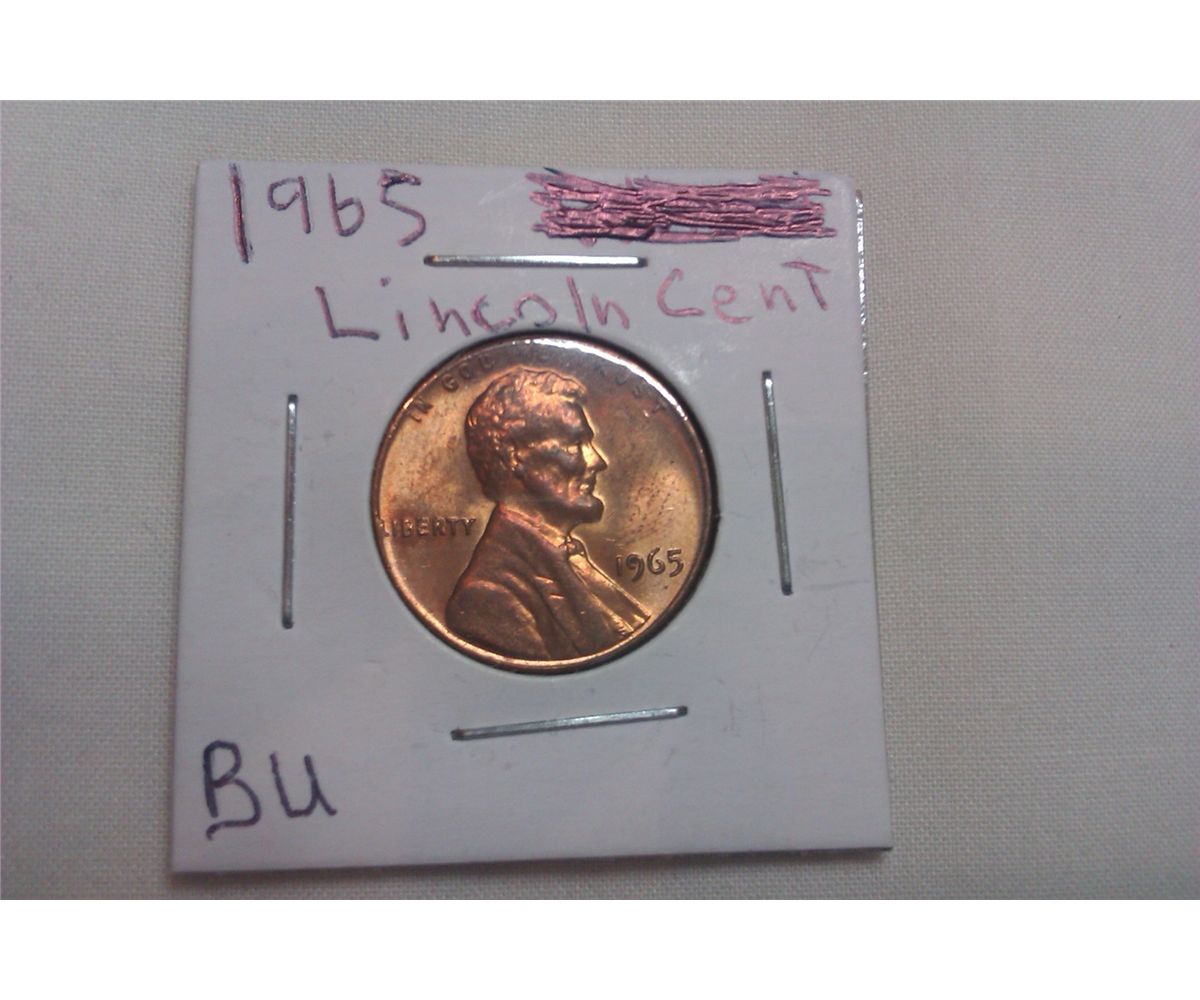 1965
Lincoln Cent
IN GOD WE TRUST
LIBERTY
1965
BU